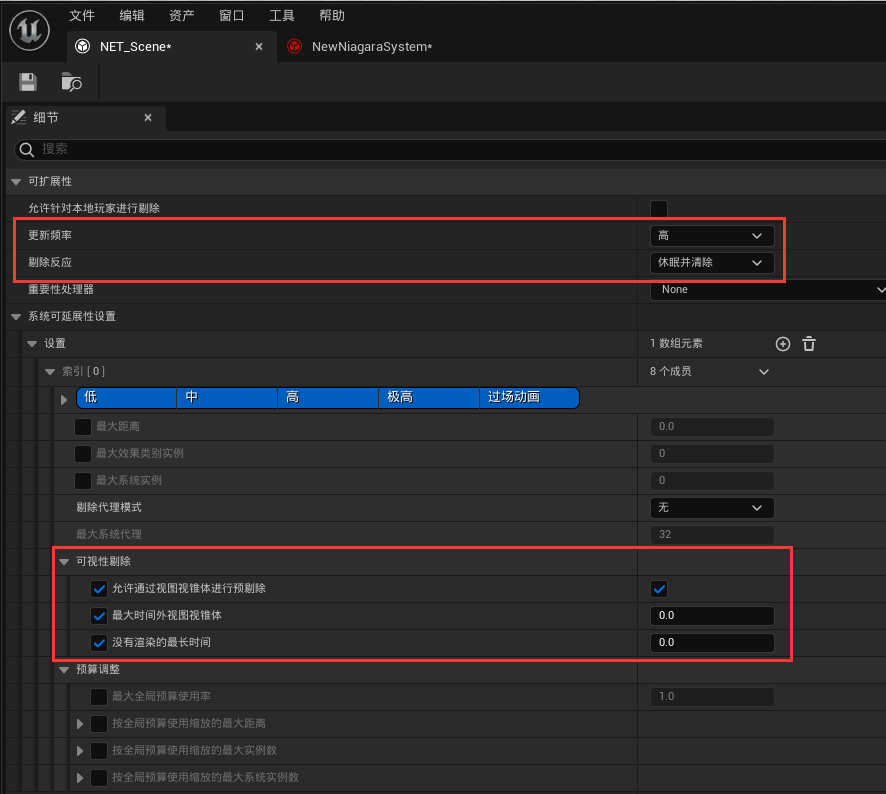 文件 编辑 资产 窗口 工具 帮助
NET_Scene* NewNiagaraSystem*
细节
搜索
可扩展性
允许针对本地玩家进行剔除
更新频率 高
剔除反应 休眠并清除
重要性处理器 None
系统可延展性设置
设置 1 数组元素
索引 [ 0 ] 8 个成员
低 中 高 极高 过场动画
最大距离 0.0
最大效果类别实例 0
最大系统实例 0
剔除代理模式 无
最大系统代理 32
可视性剔除
允许通过视图视锥体进行预剔除
最大时间外视图视锥体 0.0
没有渲染的最长时间 0.0
预算调整
最大全局预算使用率 1.0
按全局预算使用缩放的最大距离
按全局预算使用缩放的最大实例数
按全局预算使用缩放的最大系统实例数